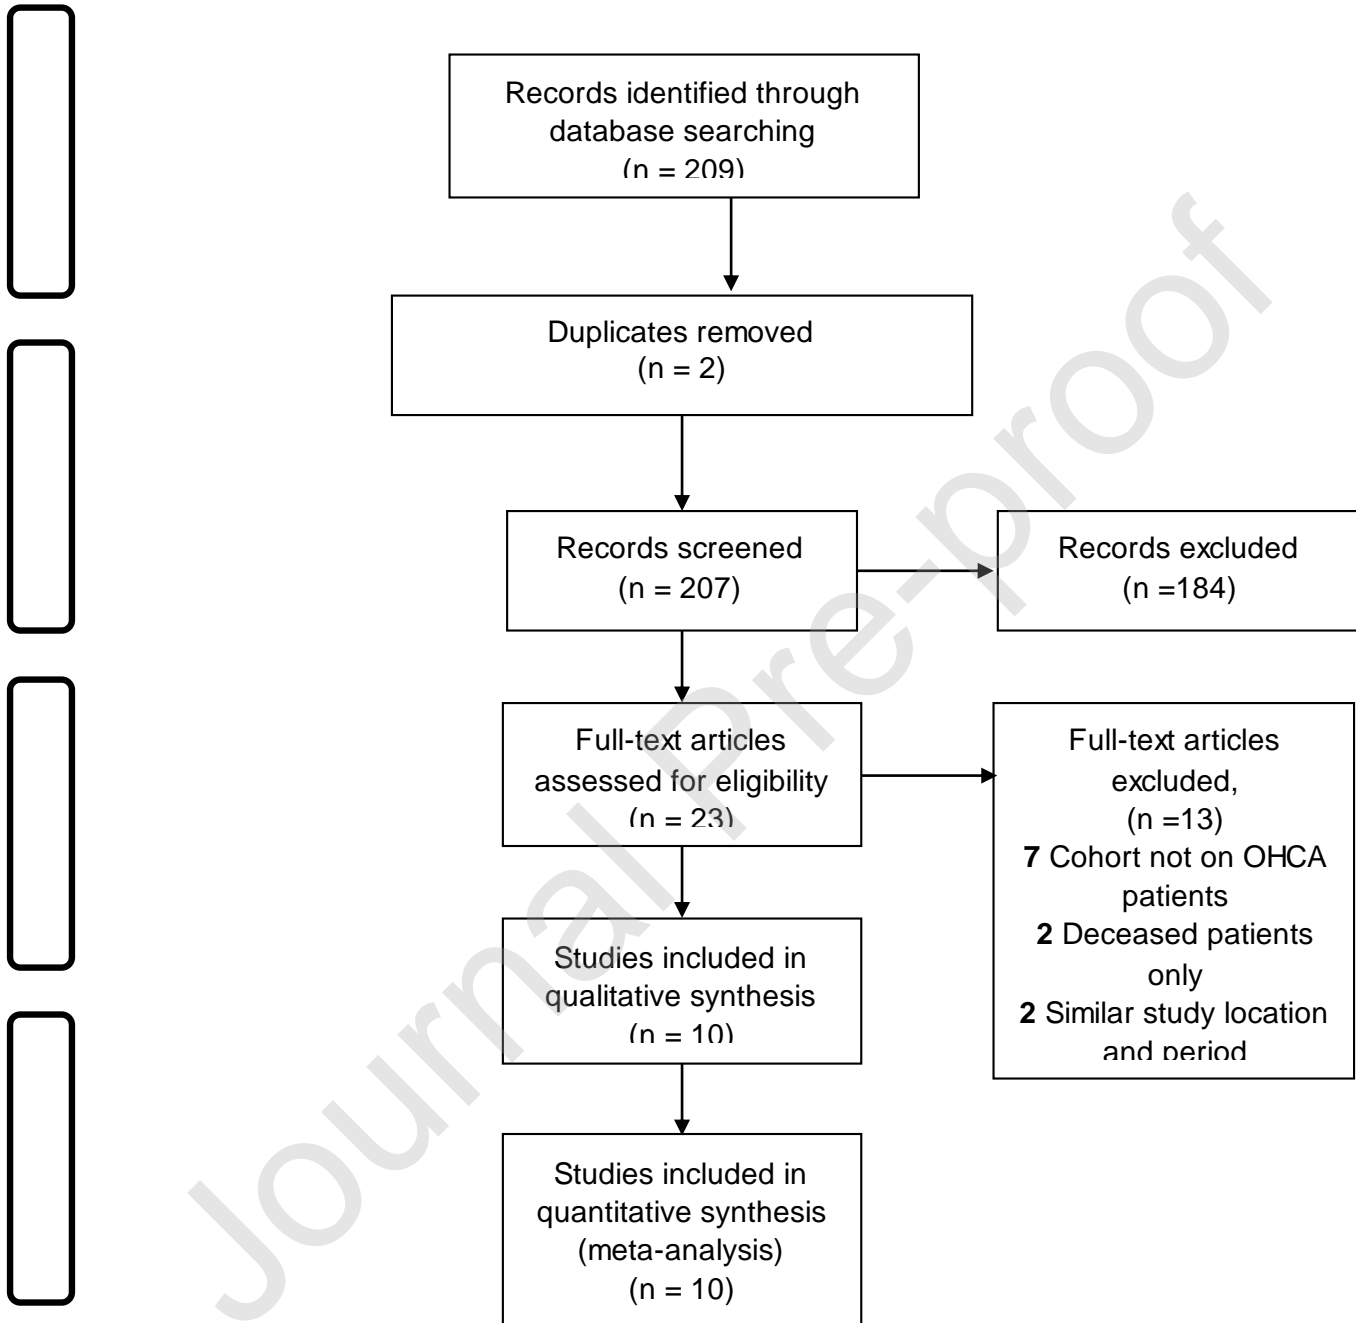 Records identified through
database searching
(n = 209)
Duplicates removed
(n = 2)
Records screened
(n = 207)
Records excluded
(n =184)
Full-text articles
assessed for eligibility
(n = 23)
Full-text articles
excluded,
(n =13)
7 Cohort not on OHCA
patients
2 Deceased patients
only
2 Similar study location
and period
Studies included in
qualitative synthesis
(n = 10)
Studies included in
quantitative synthesis
(meta-analysis)
(n = 10)
Journal Pre-proof